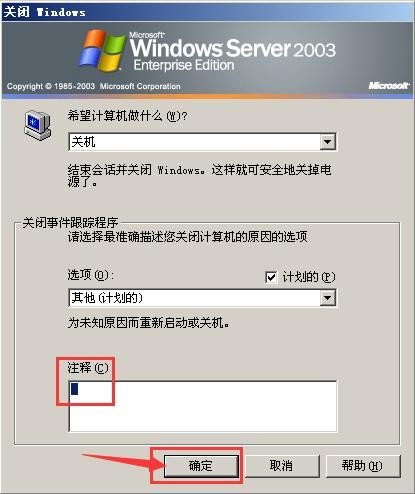 关闭 Windows
Microsoft
Windows Server 2003
Enterprise Edition
Copyright © 1985-2003 Microsoft Corporation
Microsoft
希望计算机做什么(W)?
关机
结束会话并关闭 Windows。这样就可安全地关掉电
源了。
关闭事件跟踪程序
请选择最准确描述您关闭计算机的原因的选项
选项(O):
计划的(P)
其他(计划的)
为未知原因而重新启动或关机。
注释(C)
确定
取消
帮助(H)